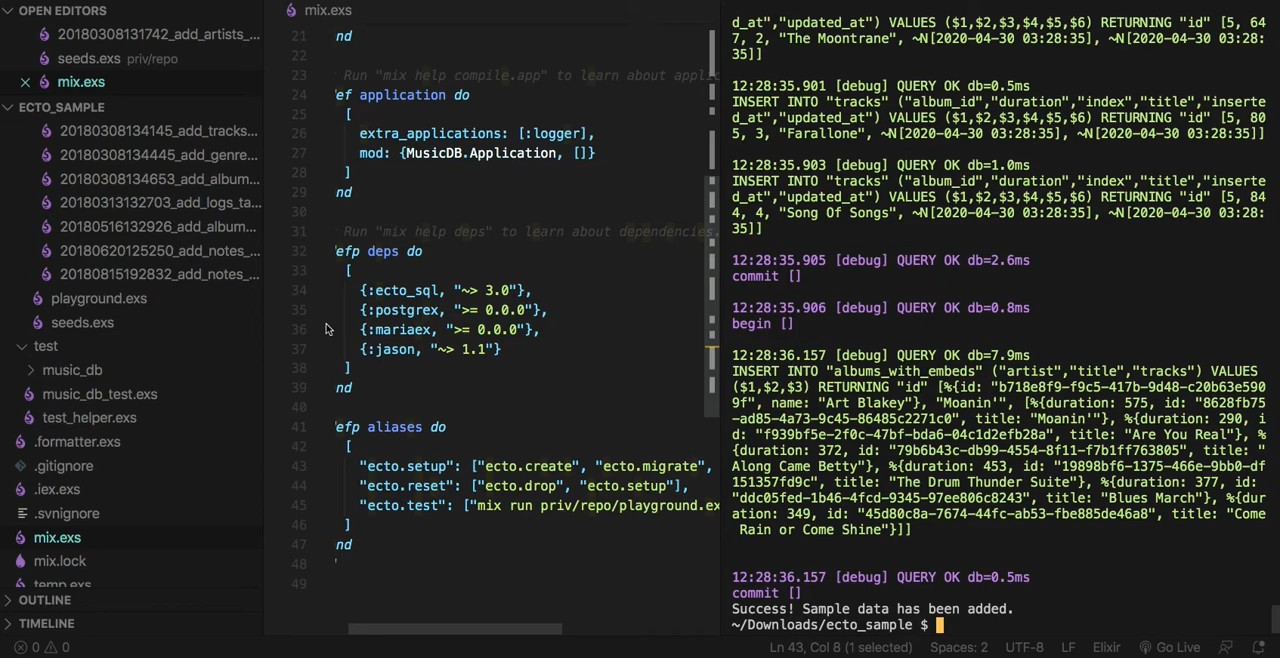 OPEN EDITORS
20180308131742_add_artists_...
seeds.exs priv/repo
mix.exs
ECTO_SAMPLE
20180308134145_add_tracks...
20180308134445_add_genre...
20180308134653_add_album...
20180313132703_add_logs_ta...
20180516132926_add_album...
20180620125250_add_notes_...
20180815192832_add_notes_...
playground.exs
seeds.exs
test
music_db
music_db_test.exs
test_helper.exs
.formatter.exs
.gitignore
.iex.exs
.svnignore
mix.exs
mix.lock
temp.exs
OUTLINE
TIMELINE
0 0
mix.exs
21 nd
22
23 Run "mix help compile.app" to learn about appli
24 ef application do
25 [
26 extra_applications: [:logger],
27 mod: {MusicDB.Application, []}
28 ]
29 nd
30
31 Run "mix help deps" to learn about dependencies.
32 efp deps do
33 [
34 {:ecto_sql, "~> 3.0"},
35 {:postgrex, ">= 0.0.0"},
36 {:mariaex, ">= 0.0.0"},
37 {:jason, "~> 1.1"}
38 ]
39 nd
40
41 efp aliases do
42 [
43 "ecto.setup": ["ecto.create", "ecto.migrate",
44 "ecto.reset": ["ecto.drop", "ecto.setup"],
45 "ecto.test": ["mix run priv/repo/playground.ex
46 ]
47 nd
48
49
d_at","updated_at") VALUES ($1,$2,$3,$4,$5,$6) RETURNING "id" [5, 64
7, 2, "The Moontrane", ~N[2020-04-30 03:28:35], ~N[2020-04-30 03:28:
35]]
12:28:35.901 [debug] QUERY OK db=0.5ms
INSERT INTO "tracks" ("album_id","duration","index","title","inserte
d_at","updated_at") VALUES ($1,$2,$3,$4,$5,$6) RETURNING "id" [5, 80
5, 3, "Farallone", ~N[2020-04-30 03:28:35], ~N[2020-04-30 03:28:35]]
12:28:35.903 [debug] QUERY OK db=1.0ms
INSERT INTO "tracks" ("album_id","duration","index","title","inserte
d_at","updated_at") VALUES ($1,$2,$3,$4,$5,$6) RETURNING "id" [5, 84
4, 4, "Song Of Songs", ~N[2020-04-30 03:28:35], ~N[2020-04-30 03:28:
35]]
12:28:35.905 [debug] QUERY OK db=2.6ms
commit []
12:28:35.906 [debug] QUERY OK db=0.8ms
begin []
12:28:36.157 [debug] QUERY OK db=7.9ms
INSERT INTO "albums_with_embeds" ("artist","title","tracks") VALUES
($1,$2,$3) RETURNING "id" [%{id: "b718e8f9-f9c5-417b-9d48-c20b63e590
9f", name: "Art Blakey"}, "Moanin'", [%{duration: 575, id: "8628fb75
-ad85-4a73-9c45-86485c2271c0", title: "Moanin'"}, %{duration: 290, i
d: "f939bf5e-2f0c-47bf-bda6-04c1d2efb28a", title: "Are You Real"}, %
{duration: 372, id: "79b6b43c-db99-4554-8f11-f7b1ff763805", title: "
Along Came Betty"}, %{duration: 453, id: "19898bf6-1375-466e-9bb0-df
151357fd9c", title: "The Drum Thunder Suite"}, %{duration: 377, id:
"ddc05fed-1b46-4fcd-9345-97ee806c8243", title: "Blues March"}, %{dur
ation: 349, id: "45d80c8a-7674-44fc-ab53-fbe885de46a8", title: "Come
Rain or Come Shine"}]]
12:28:36.157 [debug] QUERY OK db=0.5ms
commit []
Success! Sample data has been added.
~/Downloads/ecto_sample $
Ln 43, Col 8 (1 selected) Spaces: 2 UTF-8 LF Elixir Go Live